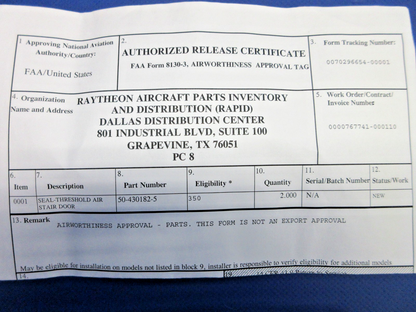 1 Approving National Aviation
Authority/Country:
FAA/United States
2.
AUTHORIZED RELEASE CERTIFICATE
FAA Form 8130-3, AIRWORTHINESS APPROVAL TAG
3. Form Tracking Number:
0070296654-00001
4. Organization
Name and Address
RAYTHEON AIRCRAFT PARTS INVENTORY
AND DISTRIBUTION (RAPID)
DALLAS DISTRIBUTION CENTER
801 INDUSTRIAL BLVD, SUITE 100
GRAPEVINE, TX 76051
PC 8
5. Work Order/Contract/
Invoice Number
0000767741-000110
6. Item
7. Description
8. Part Number
9. Eligibility *
10. Quantity
11. Serial/Batch Number
12. Status/Work
0001
SEAL-THRESHOLD AIR
STAIR DOOR
50-430182-5
350
2.000
N/A
NEW
13. Remark
AIRWORTHINESS APPROVAL - PARTS. THIS FORM IS NOT AN EXPORT APPROVAL
May be eligible for installation on models not listed in block 9, installer is responsible to verify eligibility for additional models
14.
19.